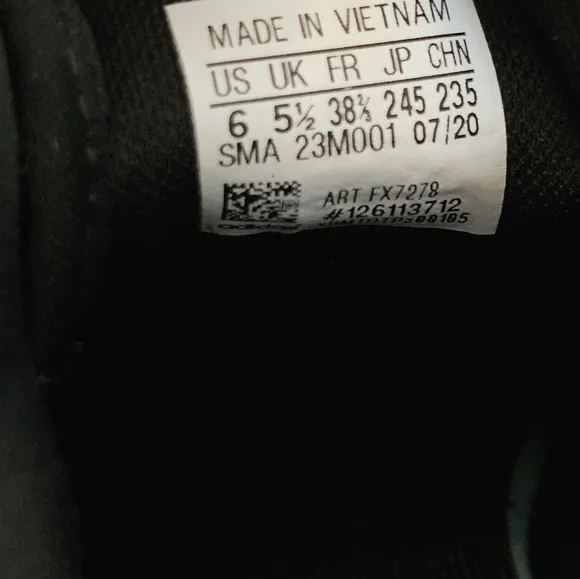 MADE IN VIETNAM
US UK FR JP CHN
6 5½ 38⅔ 245 235
SMA 23M001 07/20
ART FX7278
#126113712
adidas